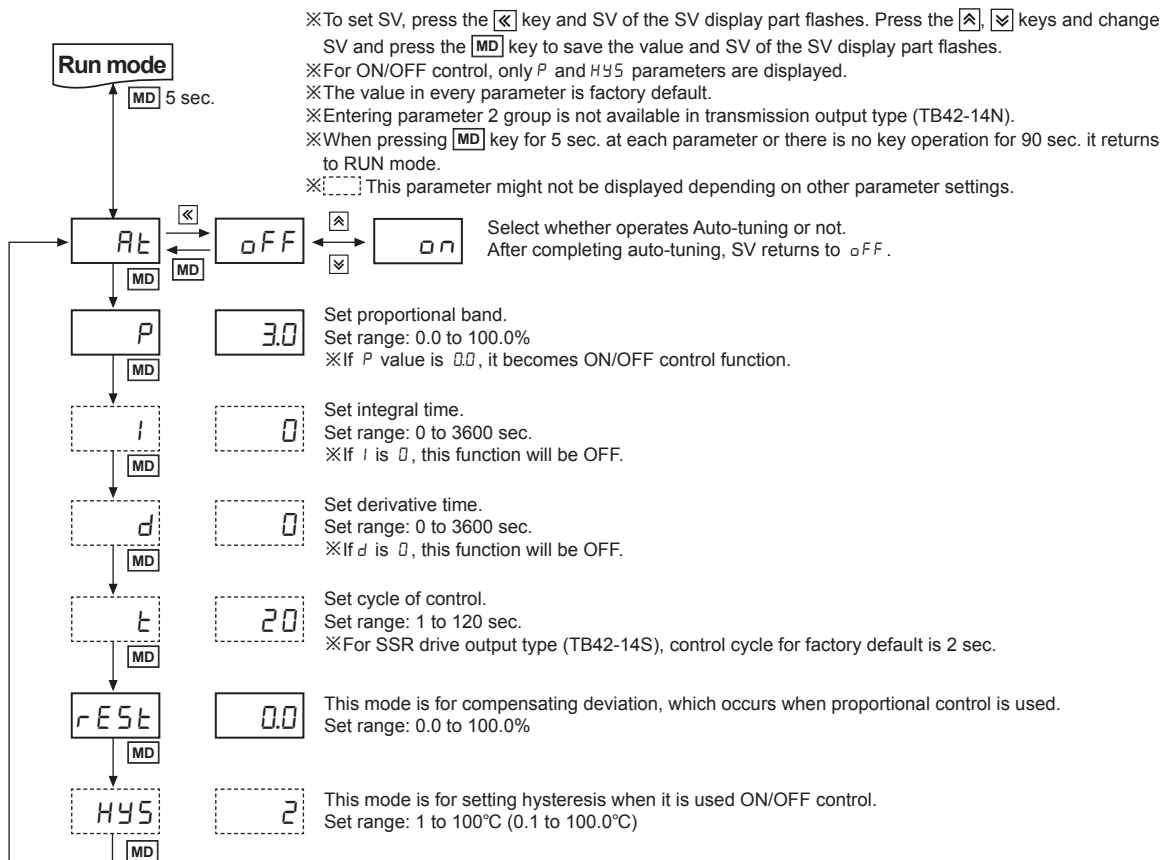 ※To set SV, press the « key and SV of the SV display part flashes. Press the ︽, ︾ keys and change
SV and press the MD key to save the value and SV of the SV display part flashes.
※For ON/OFF control, only P and HYS parameters are displayed.
※The value in every parameter is factory default.
※Entering parameter 2 group is not available in transmission output type (TB42-14N).
※When pressing MD key for 5 sec. at each parameter or there is no key operation for 90 sec. it returns
to RUN mode.
※ This parameter might not be displayed depending on other parameter settings.
Run mode
MD 5 sec.
At
«
MD
oFF
︽
︾
on
Select whether operates Auto-tuning or not.
After completing auto-tuning, SV returns to oFF.
MD
P
3.0
Set proportional band.
Set range: 0.0 to 100.0%
※If P value is 0.0, it becomes ON/OFF control function.
MD
I
0
Set integral time.
Set range: 0 to 3600 sec.
※If I is 0, this function will be OFF.
MD
d
0
Set derivative time.
Set range: 0 to 3600 sec.
※If d is 0, this function will be OFF.
MD
t
20
Set cycle of control.
Set range: 1 to 120 sec.
※For SSR drive output type (TB42-14S), control cycle for factory default is 2 sec.
MD
rESt
0.0
This mode is for compensating deviation, which occurs when proportional control is used.
Set range: 0.0 to 100.0%
MD
HYS
2
This mode is for setting hysteresis when it is used ON/OFF control.
Set range: 1 to 100℃ (0.1 to 100.0℃)
MD